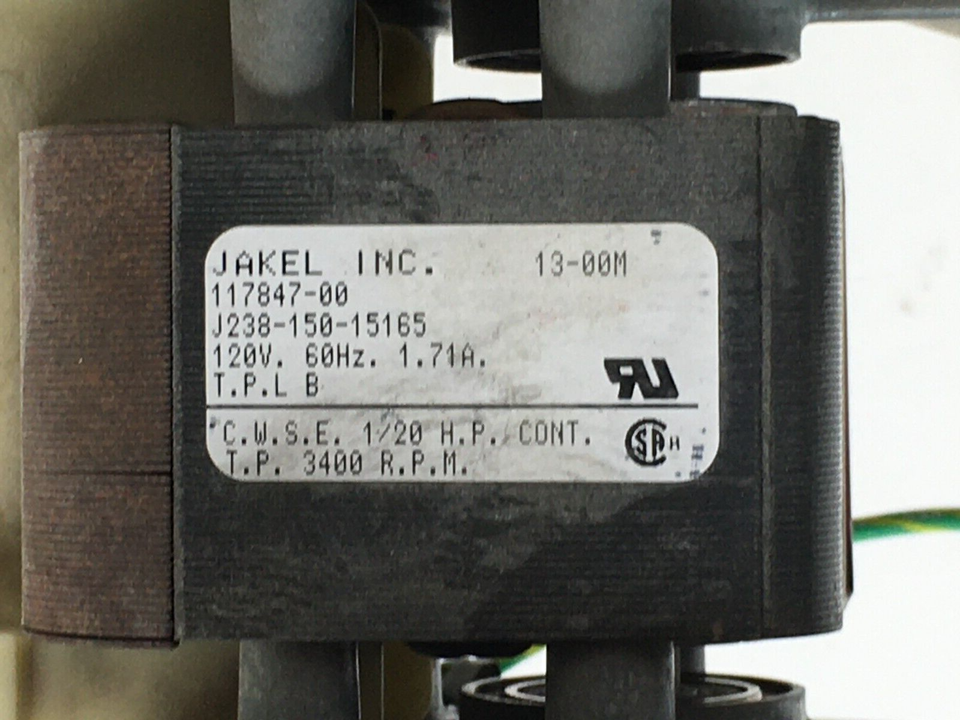 JAKEL INC. 13-00M
117847-00
J238-150-15165
120V. 60Hz. 1.71A.
T.P.L B
C.W.S.E. 1/20 H.P. CONT.
T.P. 3400 R.P.M.